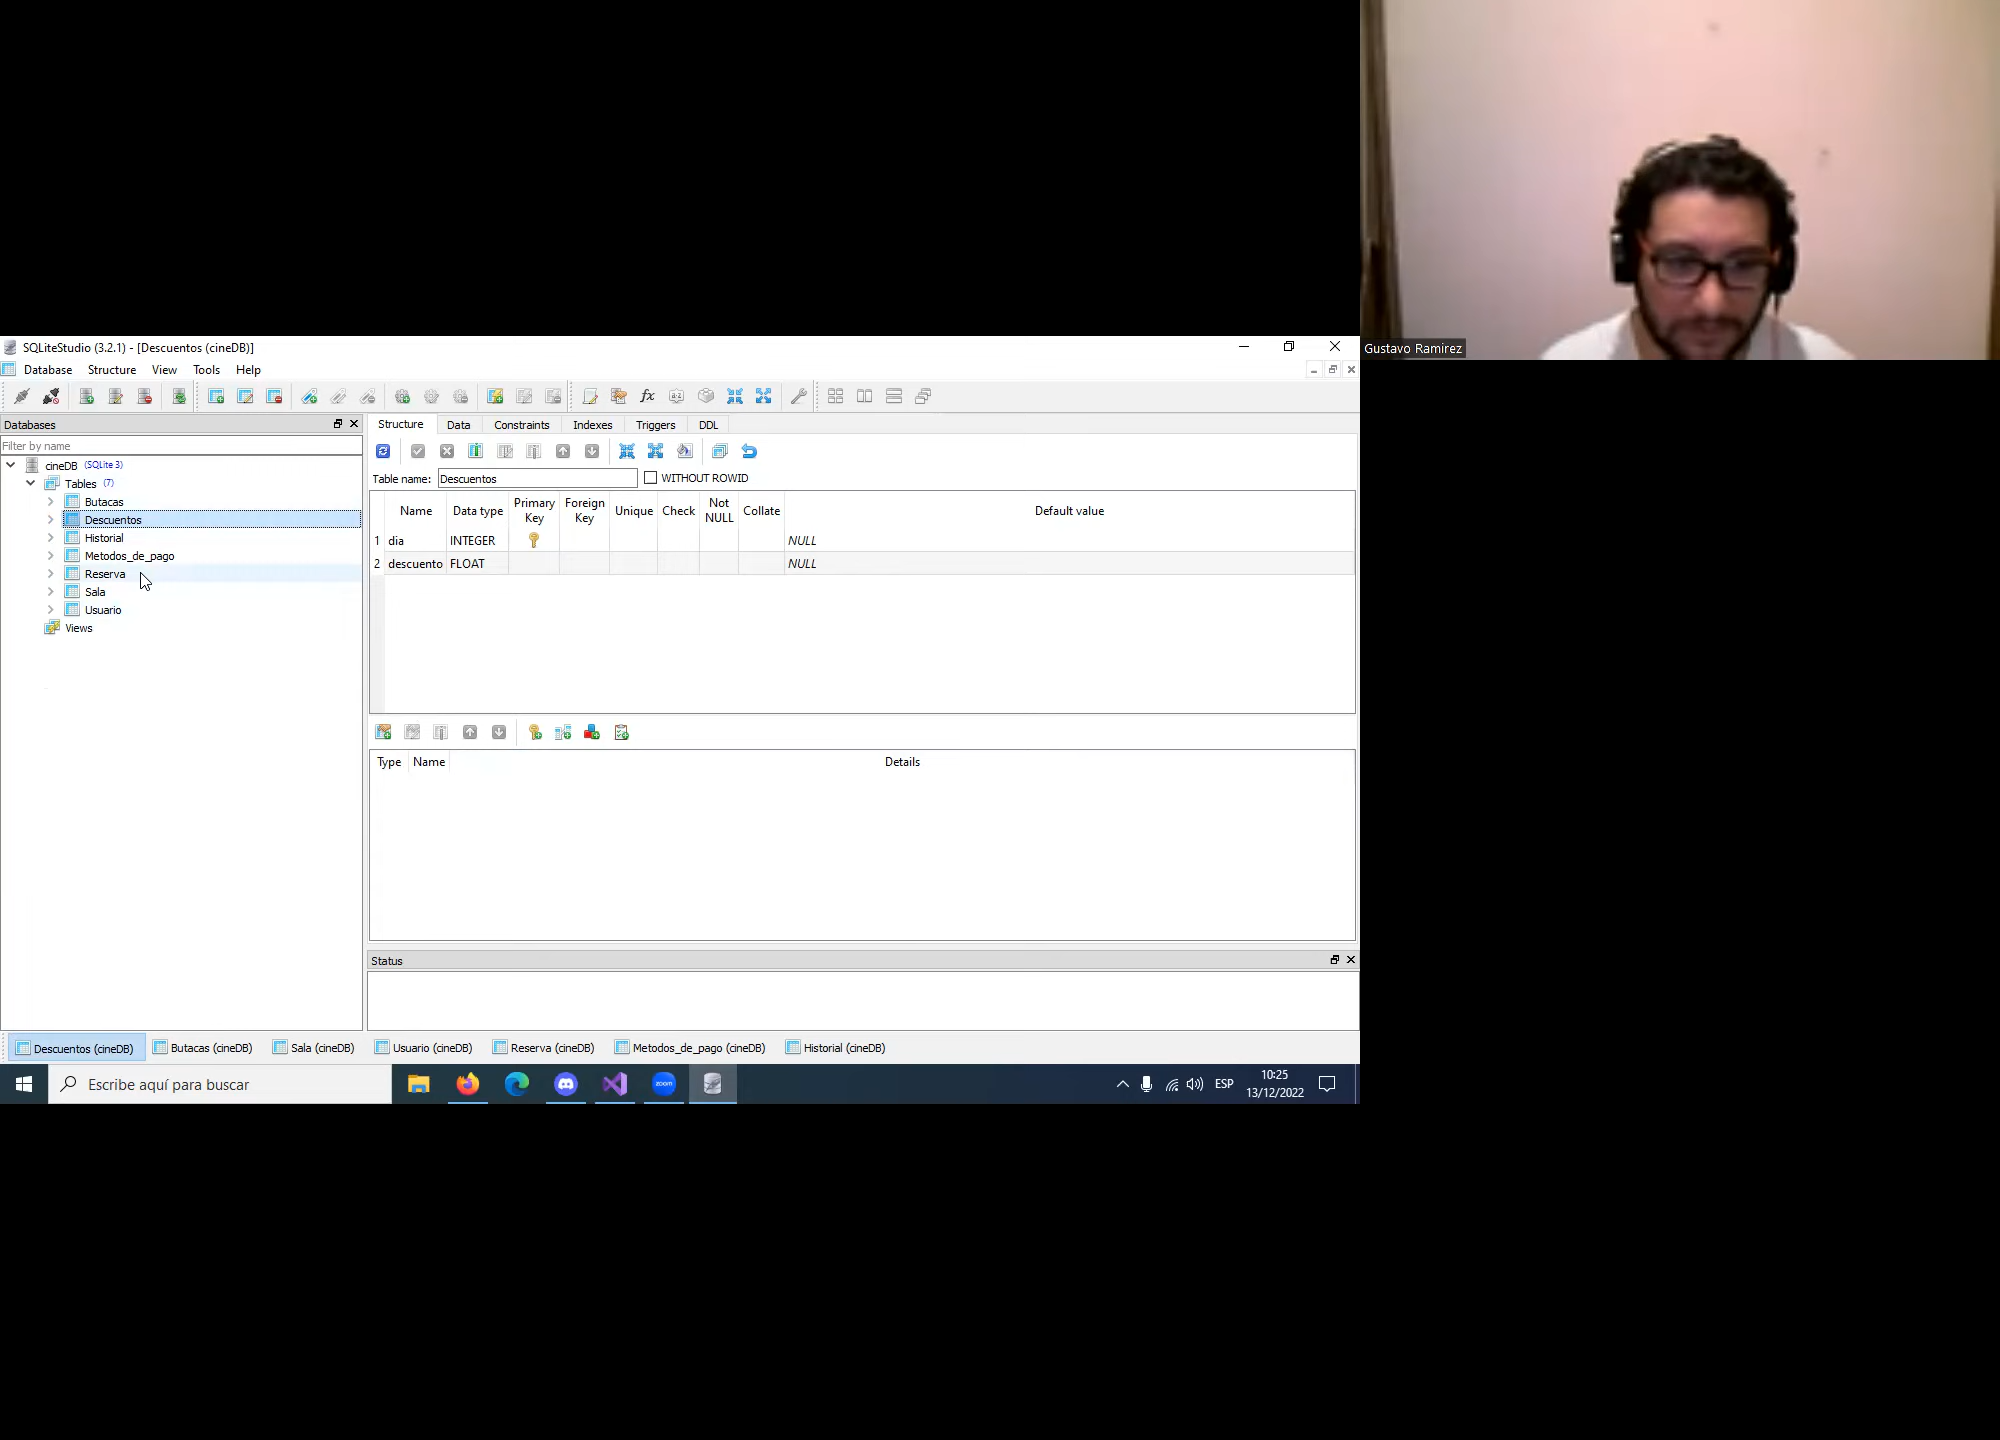 Gustavo Ramirez
SQLiteStudio (3.2.1) - [Descuentos (cineDB)]
Database Structure View Tools Help
Databases
Filter by name
cineDB (SQLite 3)
Tables (7)
Butacas
Descuentos
Historial
Metodos_de_pago
Reserva
Sala
Usuario
Views
Structure Data Constraints Indexes Triggers DDL
Table name: Descuentos WITHOUT ROWID
Name Data type Primary Key Foreign Key Unique Check Not NULL Collate Default value
1 dia INTEGER NULL
2 descuento FLOAT NULL
Type Name Details
Status
Descuentos (cineDB) Butacas (cineDB) Sala (cineDB) Usuario (cineDB) Reserva (cineDB) Metodos_de_pago (cineDB) Historial (cineDB)
Escribe aquí para buscar
zoom
ESP
10:25
13/12/2022